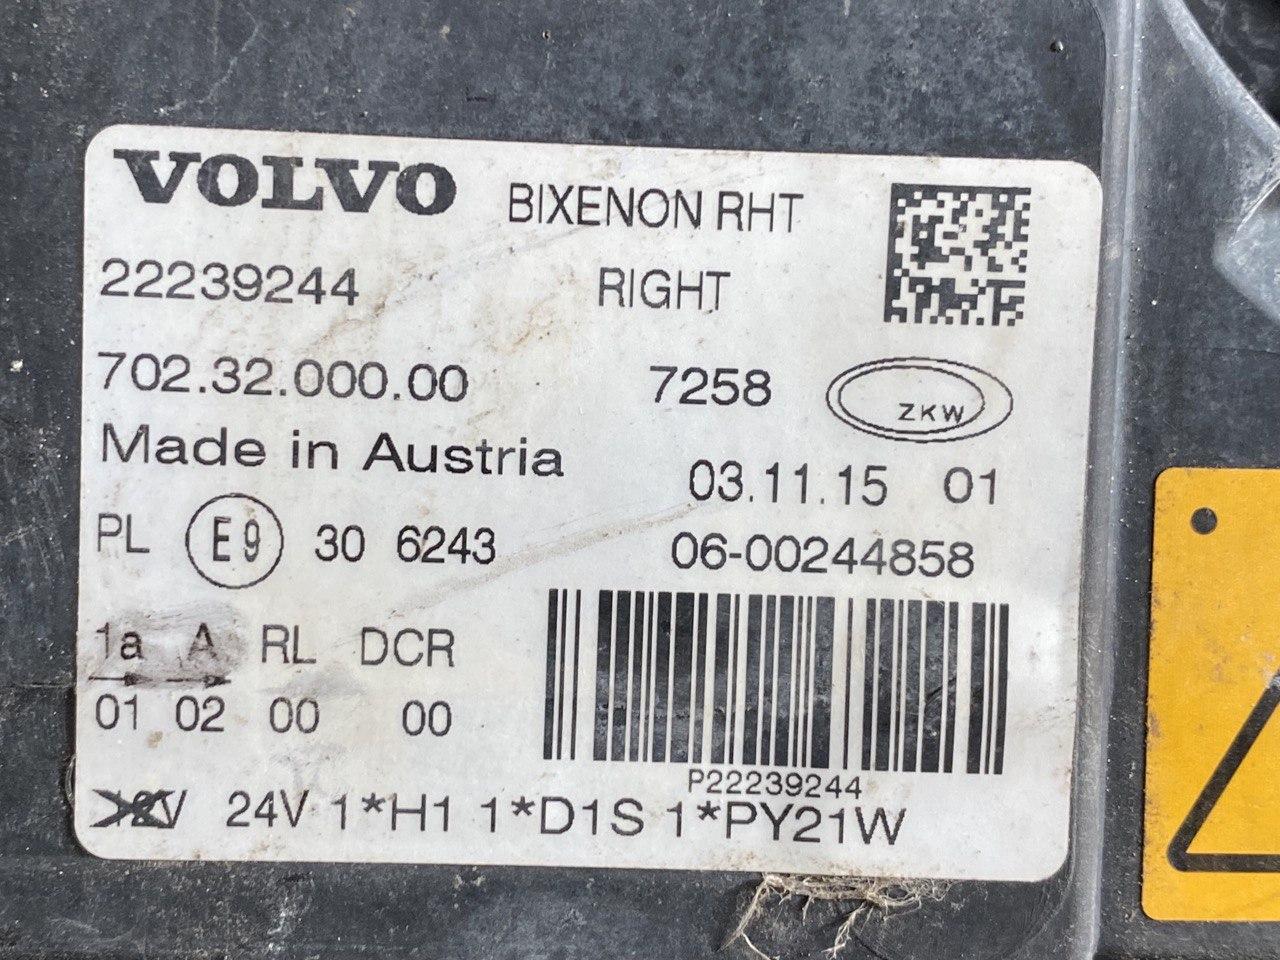 VOLVO BIXENON RHT
22239244 RIGHT
702.32.000.00 7258 ZKW
Made in Austria
03.11.15 01
PL E9 30 6243 06-00244858
1a A RL DCR
01 02 00 00
P22239244
12V 24V 1*H1 1*D1S 1*PY21W